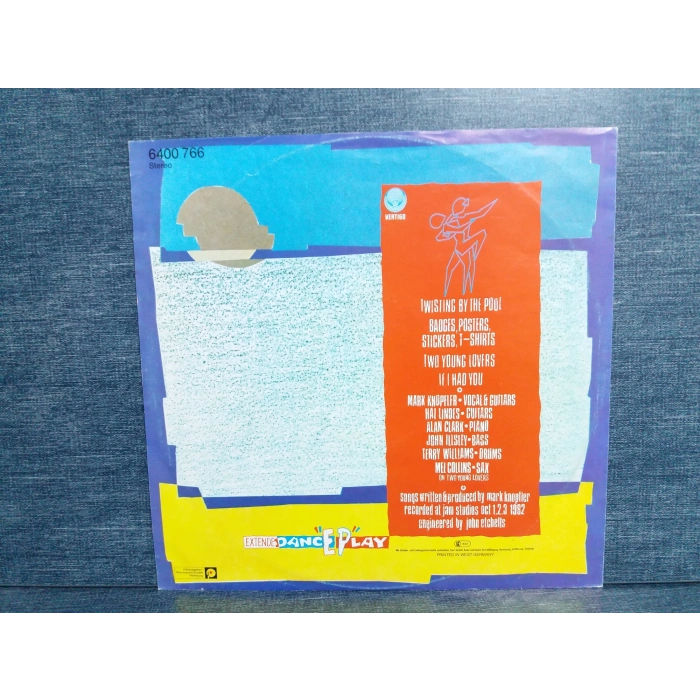 6400 766
Stereo
VERTIGO
TWISTING BY THE POOL
BADGES, POSTERS,
STICKERS, T-SHIRTS
TWO YOUNG LOVERS
IF I HAD YOU
MARK KNOPFLER • VOCAL & GUITARS
HAL LINDES • GUITARS
ALAN CLARK • PIANO
JOHN ILLSLEY • BASS
TERRY WILLIAMS • DRUMS
MEL COLLINS • SAX
ON TWO YOUNG LOVERS
songs written & produced by mark knopfler
recorded at jam studios oct 1.2.3 1982
engineered by john etchells
EXTENDEDANCE"EP"LAY
PRINTED IN WEST GERMANY